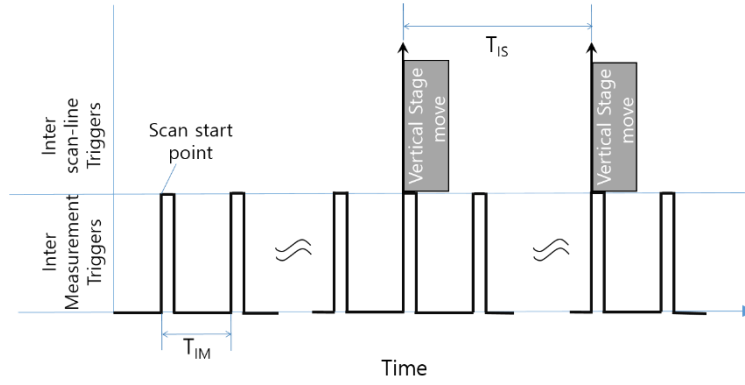 T_IS
Inter
scan-line
Triggers
Scan start
point
Vertical Stage
move
Vertical Stage
move
Inter
Measurement
Triggers
T_IM
Time